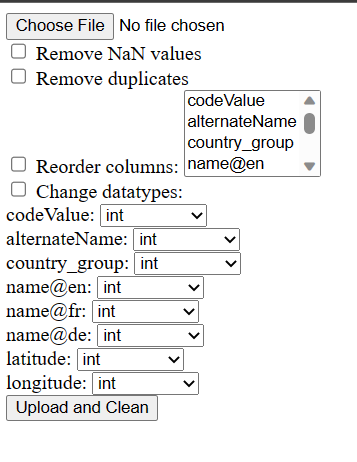 Choose File No file chosen
Remove NaN values
Remove duplicates
codeValue
alternateName
country_group
name@en
Reorder columns:
Change datatypes:
codeValue: int
alternateName: int
country_group: int
name@en: int
name@fr: int
name@de: int
latitude: int
longitude: int
Upload and Clean